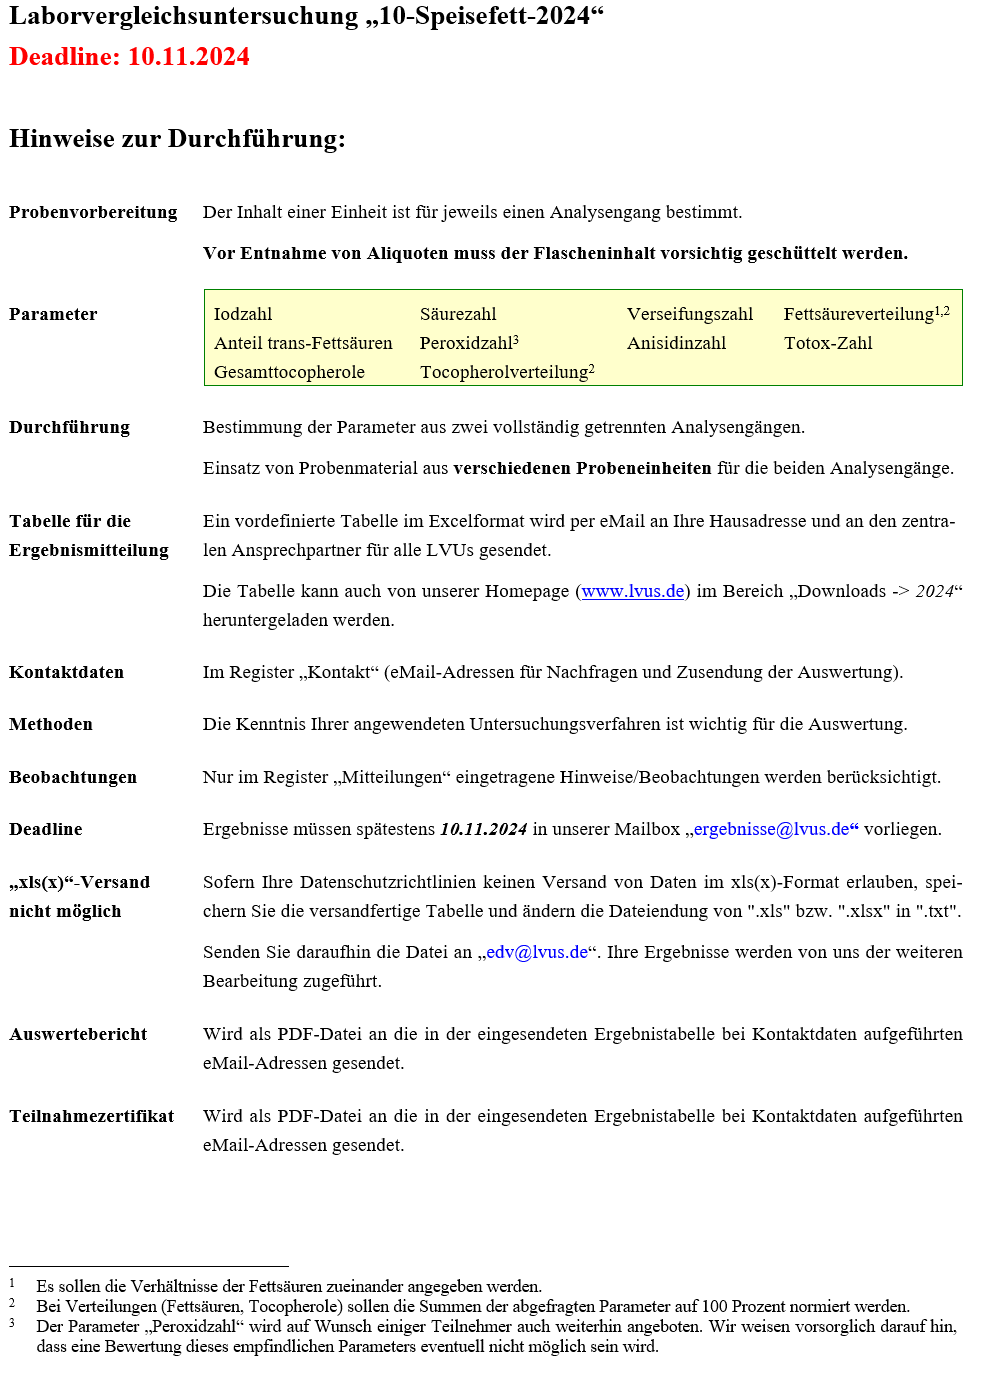 Laborvergleichsuntersuchung „10-Speisefett-2024“
Deadline: 10.11.2024
Hinweise zur Durchführung:
Probenvorbereitung Der Inhalt einer Einheit ist für jeweils einen Analysengang bestimmt.
Vor Entnahme von Aliquoten muss der Flascheninhalt vorsichtig geschüttelt werden.
Parameter Iodzahl Säurezahl Verseifungszahl Fettsäureverteilung1,2
Anteil trans-Fettsäuren Peroxidzahl3 Anisidinzahl Totox-Zahl
Gesamttocopherole Tocopherolverteilung2
Durchführung Bestimmung der Parameter aus zwei vollständig getrennten Analysengängen.
Einsatz von Probenmaterial aus verschiedenen Probeneinheiten für die beiden Analysengänge.
Tabelle für die Ein vordefinierte Tabelle im Excelformat wird per eMail an Ihre Hausadresse und an den zentra-
Ergebnismitteilung len Ansprechpartner für alle LVUs gesendet.
Die Tabelle kann auch von unserer Homepage (www.lvus.de) im Bereich „Downloads -> 2024“
heruntergeladen werden.
Kontaktdaten Im Register „Kontakt“ (eMail-Adressen für Nachfragen und Zusendung der Auswertung).
Methoden Die Kenntnis Ihrer angewendeten Untersuchungsverfahren ist wichtig für die Auswertung.
Beobachtungen Nur im Register „Mitteilungen“ eingetragene Hinweise/Beobachtungen werden berücksichtigt.
Deadline Ergebnisse müssen spätestens 10.11.2024 in unserer Mailbox „ergebnisse@lvus.de“ vorliegen.
„xls(x)“-Versand Sofern Ihre Datenschutzrichtlinien keinen Versand von Daten im xls(x)-Format erlauben, spei-
nicht möglich chern Sie die versandfertige Tabelle und ändern die Dateiendung von ".xls" bzw. ".xlsx" in ".txt".
Senden Sie daraufhin die Datei an „edv@lvus.de“. Ihre Ergebnisse werden von uns der weiteren
Bearbeitung zugeführt.
Auswertebericht Wird als PDF-Datei an die in der eingesendeten Ergebnistabelle bei Kontaktdaten aufgeführten
eMail-Adressen gesendet.
Teilnahmezertifikat Wird als PDF-Datei an die in der eingesendeten Ergebnistabelle bei Kontaktdaten aufgeführten
eMail-Adressen gesendet.
1 Es sollen die Verhältnisse der Fettsäuren zueinander angegeben werden.
2 Bei Verteilungen (Fettsäuren, Tocopherole) sollen die Summen der abgefragten Parameter auf 100 Prozent normiert werden.
3 Der Parameter „Peroxidzahl“ wird auf Wunsch einiger Teilnehmer auch weiterhin angeboten. Wir weisen vorsorglich darauf hin,
dass eine Bewertung dieses empfindlichen Parameters eventuell nicht möglich sein wird.